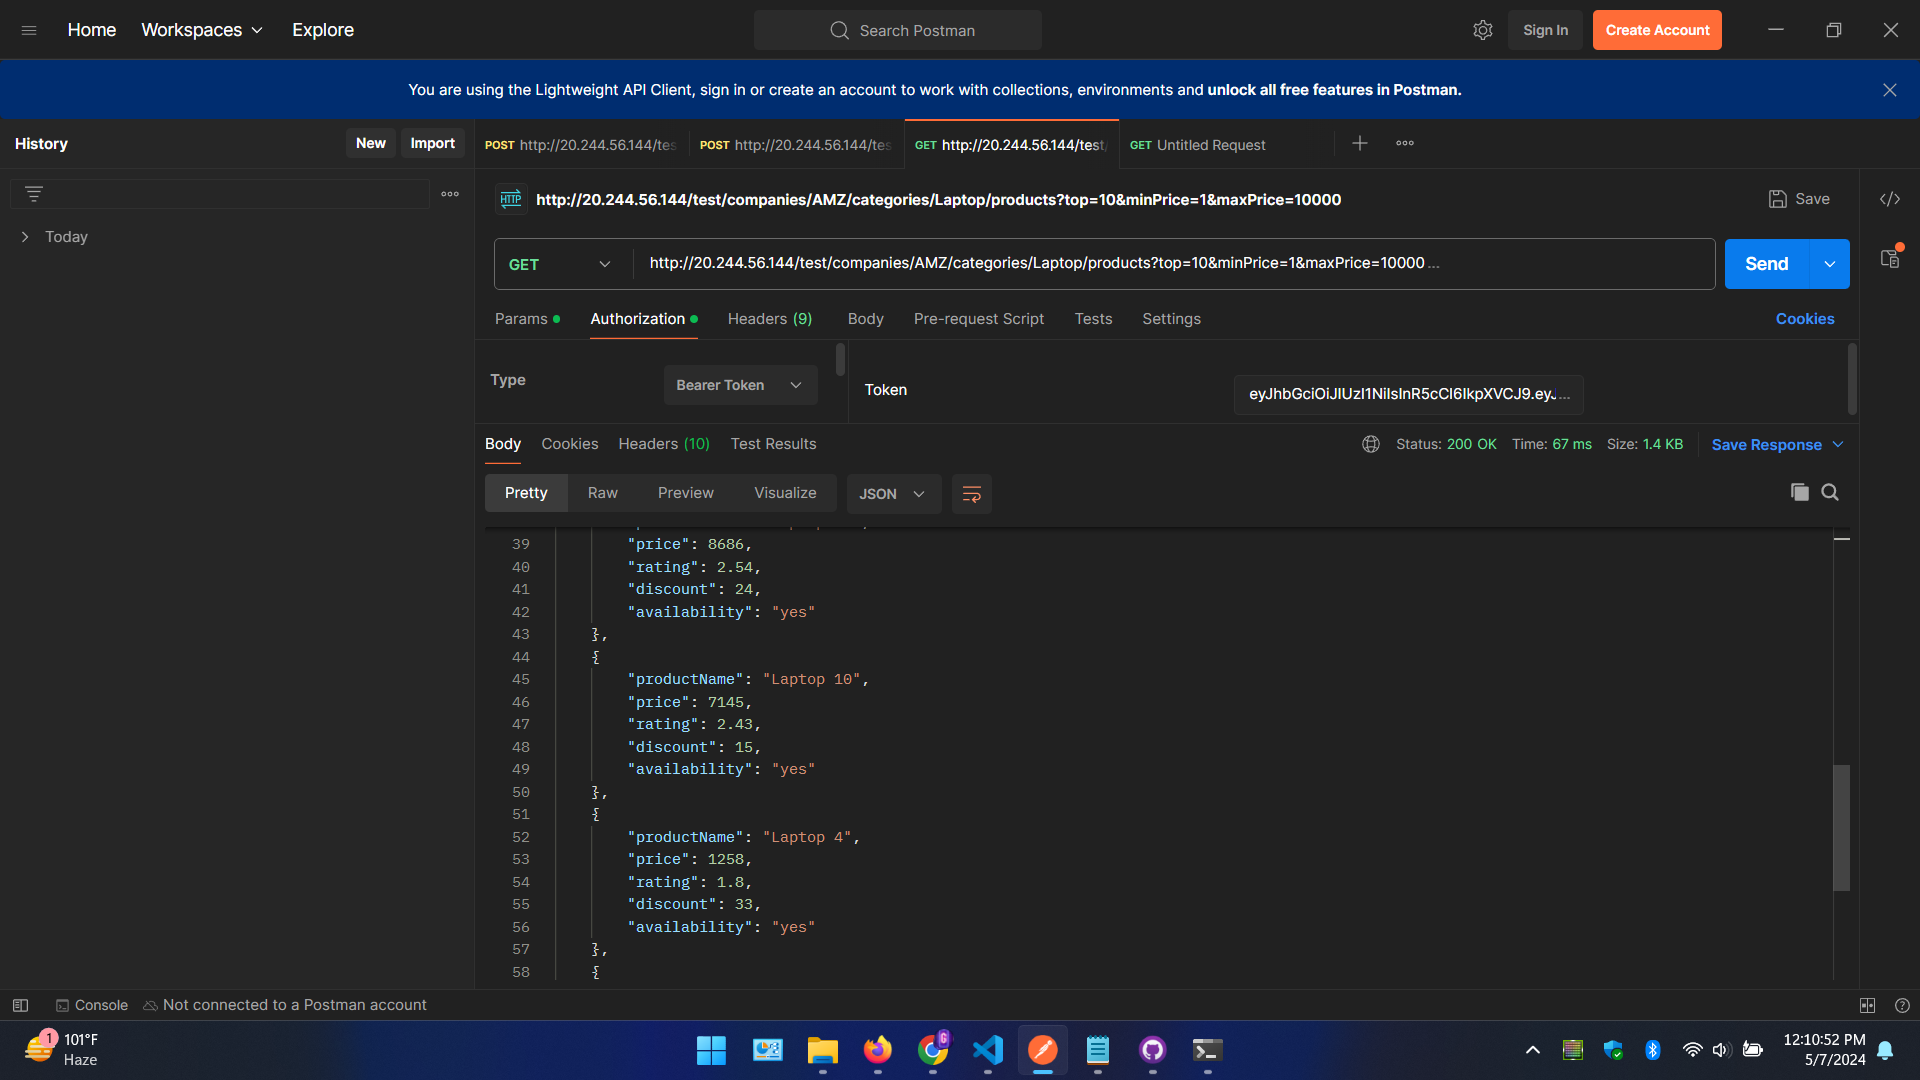 Home Workspaces Explore
Search Postman
Sign In
Create Account
You are using the Lightweight API Client, sign in or create an account to work with collections, environments and unlock all free features in Postman.
History
New
Import
POST http://20.244.56.144/tes
POST http://20.244.56.144/tes
GET http://20.244.56.144/test/
GET Untitled Request
Today
HTTP http://20.244.56.144/test/companies/AMZ/categories/Laptop/products?top=10&minPrice=1&maxPrice=10000
Save
GET
http://20.244.56.144/test/companies/AMZ/categories/Laptop/products?top=10&minPrice=1&maxPrice=10000 ...
Send
Params Authorization Headers (9) Body Pre-request Script Tests Settings
Cookies
Type
Bearer Token
Token
eyJhbGciOiJIUzI1NiIsInR5cCI6IkpXVCJ9.eyJ ...
Body Cookies Headers (10) Test Results
Status: 200 OK Time: 67 ms Size: 1.4 KB
Save Response
Pretty Raw Preview Visualize
JSON
39 "price": 8686,
40 "rating": 2.54,
41 "discount": 24,
42 "availability": "yes"
43 },
44 {
45 "productName": "Laptop 10",
46 "price": 7145,
47 "rating": 2.43,
48 "discount": 15,
49 "availability": "yes"
50 },
51 {
52 "productName": "Laptop 4",
53 "price": 1258,
54 "rating": 1.8,
55 "discount": 33,
56 "availability": "yes"
57 },
58 {
Console Not connected to a Postman account
1
101°F
Haze
G
12:10:52 PM
5/7/2024